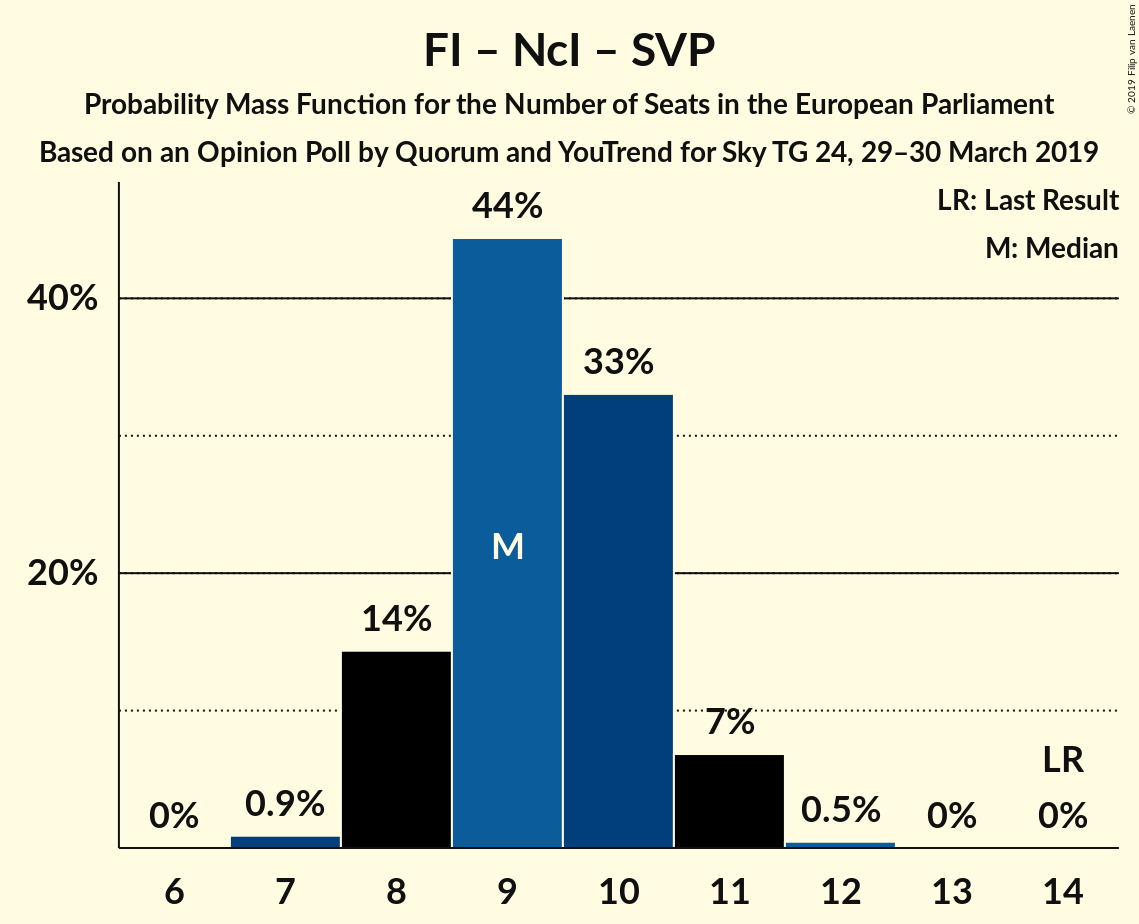 FI – NcI – SVP
Probability Mass Function for the Number of Seats in the European Parliament
Based on an Opinion Poll by Quorum and YouTrend for Sky TG 24, 29–30 March 2019
© 2019 Filip van Laenen
LR: Last Result
M: Median
40%
20%
0%
0.9%
14%
44%
M
33%
7%
0.5%
0%
LR
0%
6 7 8 9 10 11 12 13 14